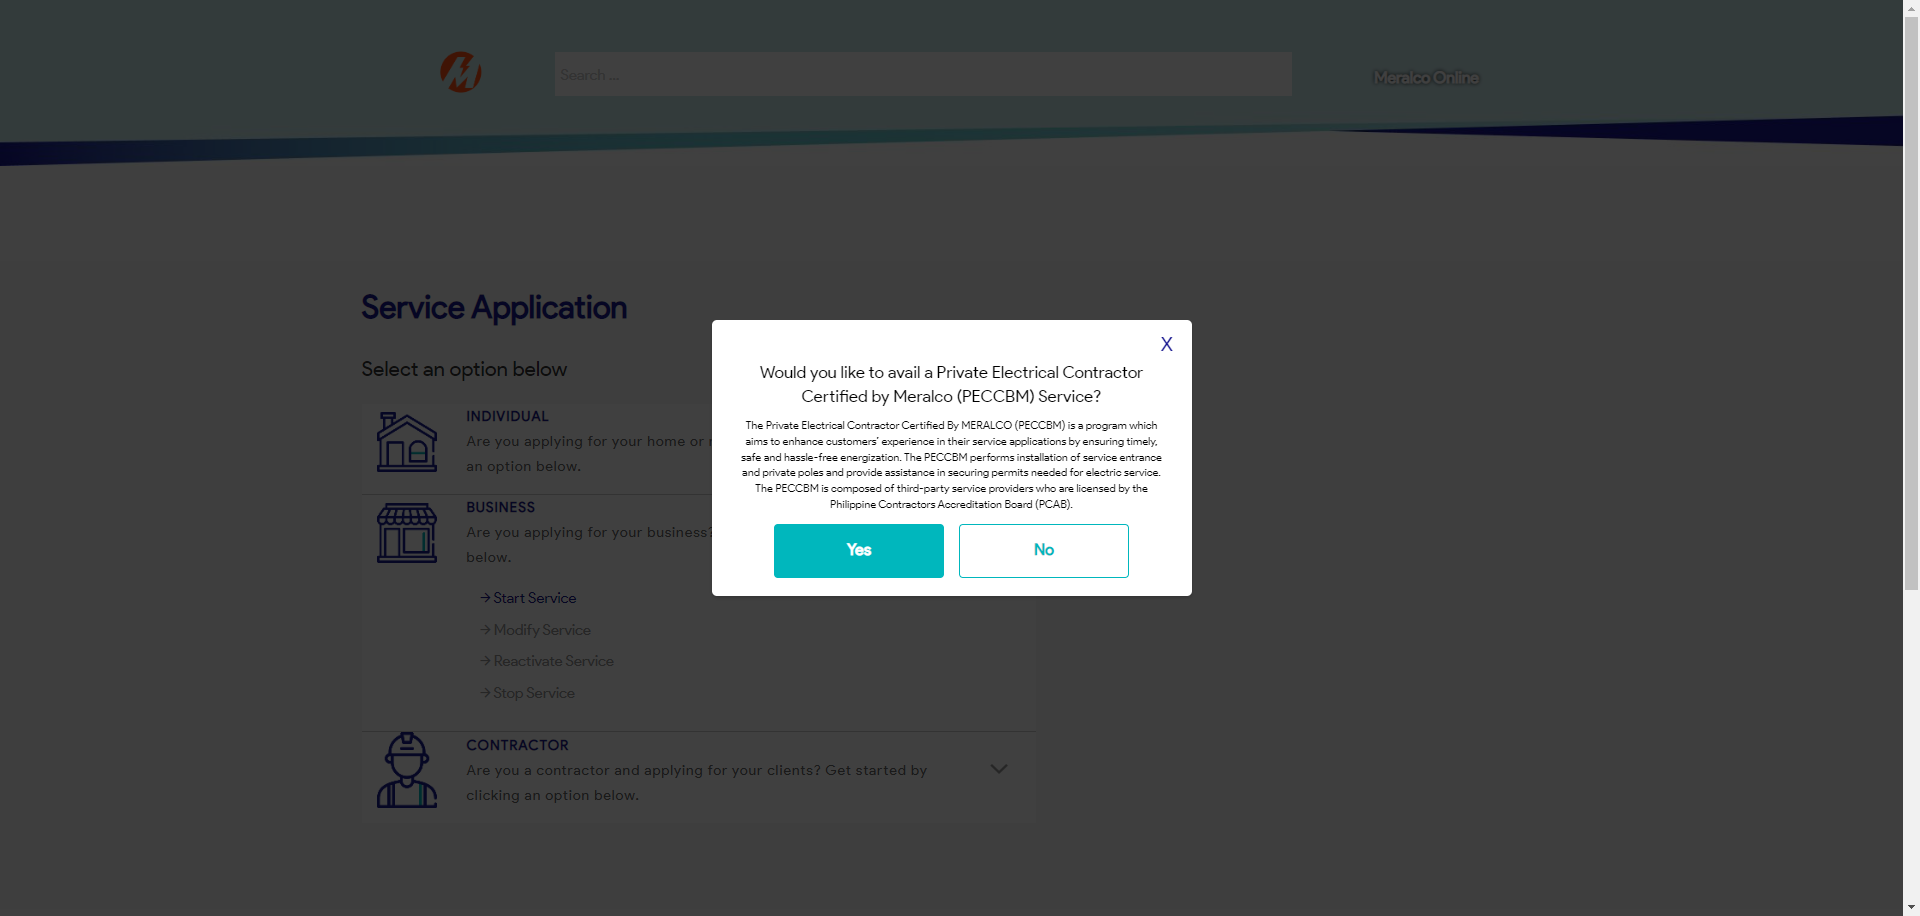 Search ...
Meralco Online
Service Application
Select an option below
INDIVIDUAL
Are you applying for your home or
an option below.
BUSINESS
Are you applying for your business?
below.
→ Start Service
→ Modify Service
→ Reactivate Service
→ Stop Service
CONTRACTOR
Are you a contractor and applying for your clients? Get started by
clicking an option below.
X
Would you like to avail a Private Electrical Contractor
Certified by Meralco (PECCBM) Service?
The Private Electrical Contractor Certified By MERALCO (PECCBM) is a program which
aims to enhance customers' experience in their service applications by ensuring timely,
safe and hassle-free energization. The PECCBM performs installation of service entrance
and private poles and provide assistance in securing permits needed for electric service.
The PECCBM is composed of third-party service providers who are licensed by the
Philippine Contractors Accreditation Board (PCAB).
Yes
No